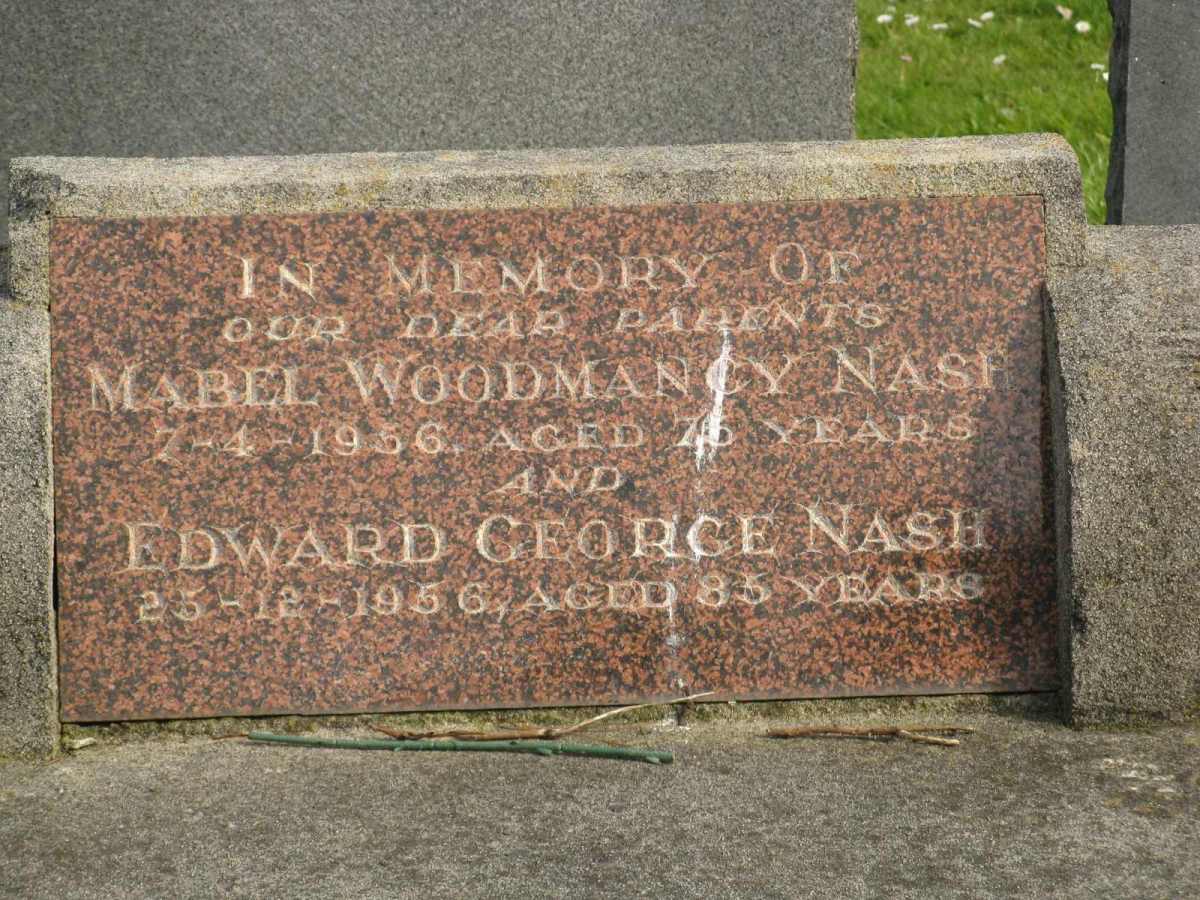 IN MEMORY OF
OUR DEAR PARENTS
MABEL WOODMANCY NASH
7-4-1956. AGED YEARS
AND
EDWARD GEORGE NASH
25-12-1956, AGED 85 YEARS